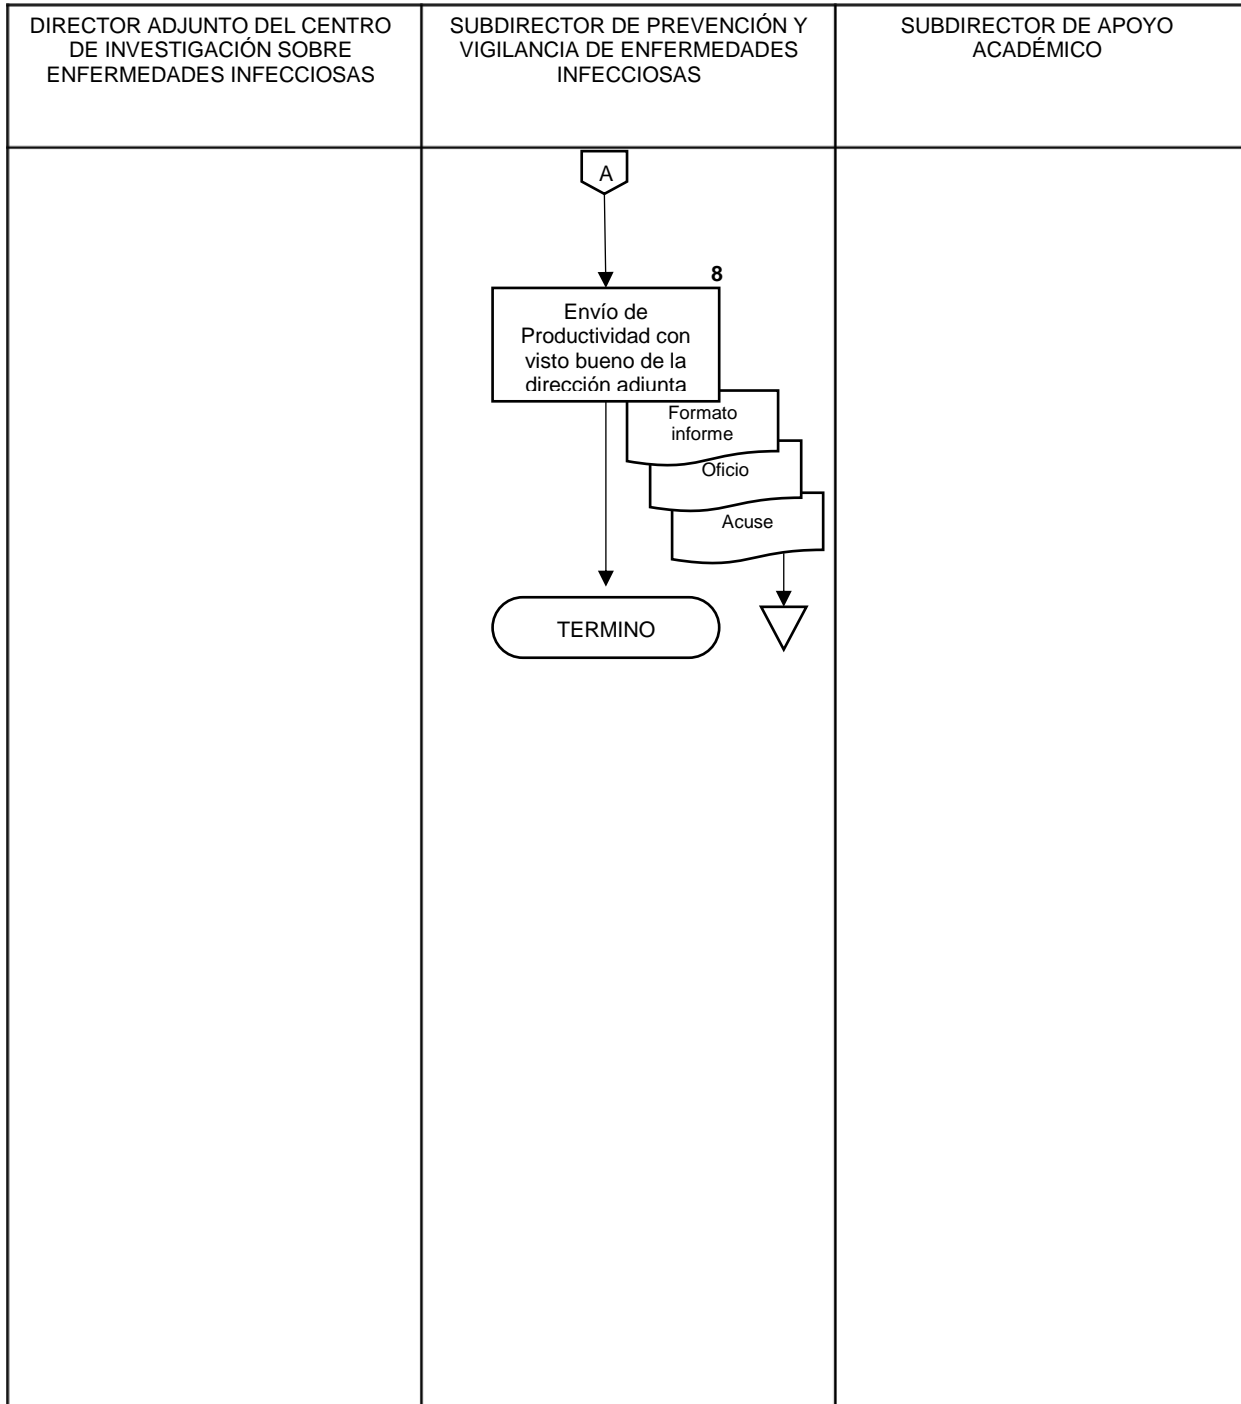 DIRECTOR ADJUNTO DEL CENTRO
DE INVESTIGACIÓN SOBRE
ENFERMEDADES INFECCIOSAS
SUBDIRECTOR DE PREVENCIÓN Y
VIGILANCIA DE ENFERMEDADES
INFECCIOSAS
SUBDIRECTOR DE APOYO
ACADÉMICO
A
8
Envío de
Productividad con
visto bueno de la
dirección adjunta
Formato
informe
Oficio
Acuse
TERMINO